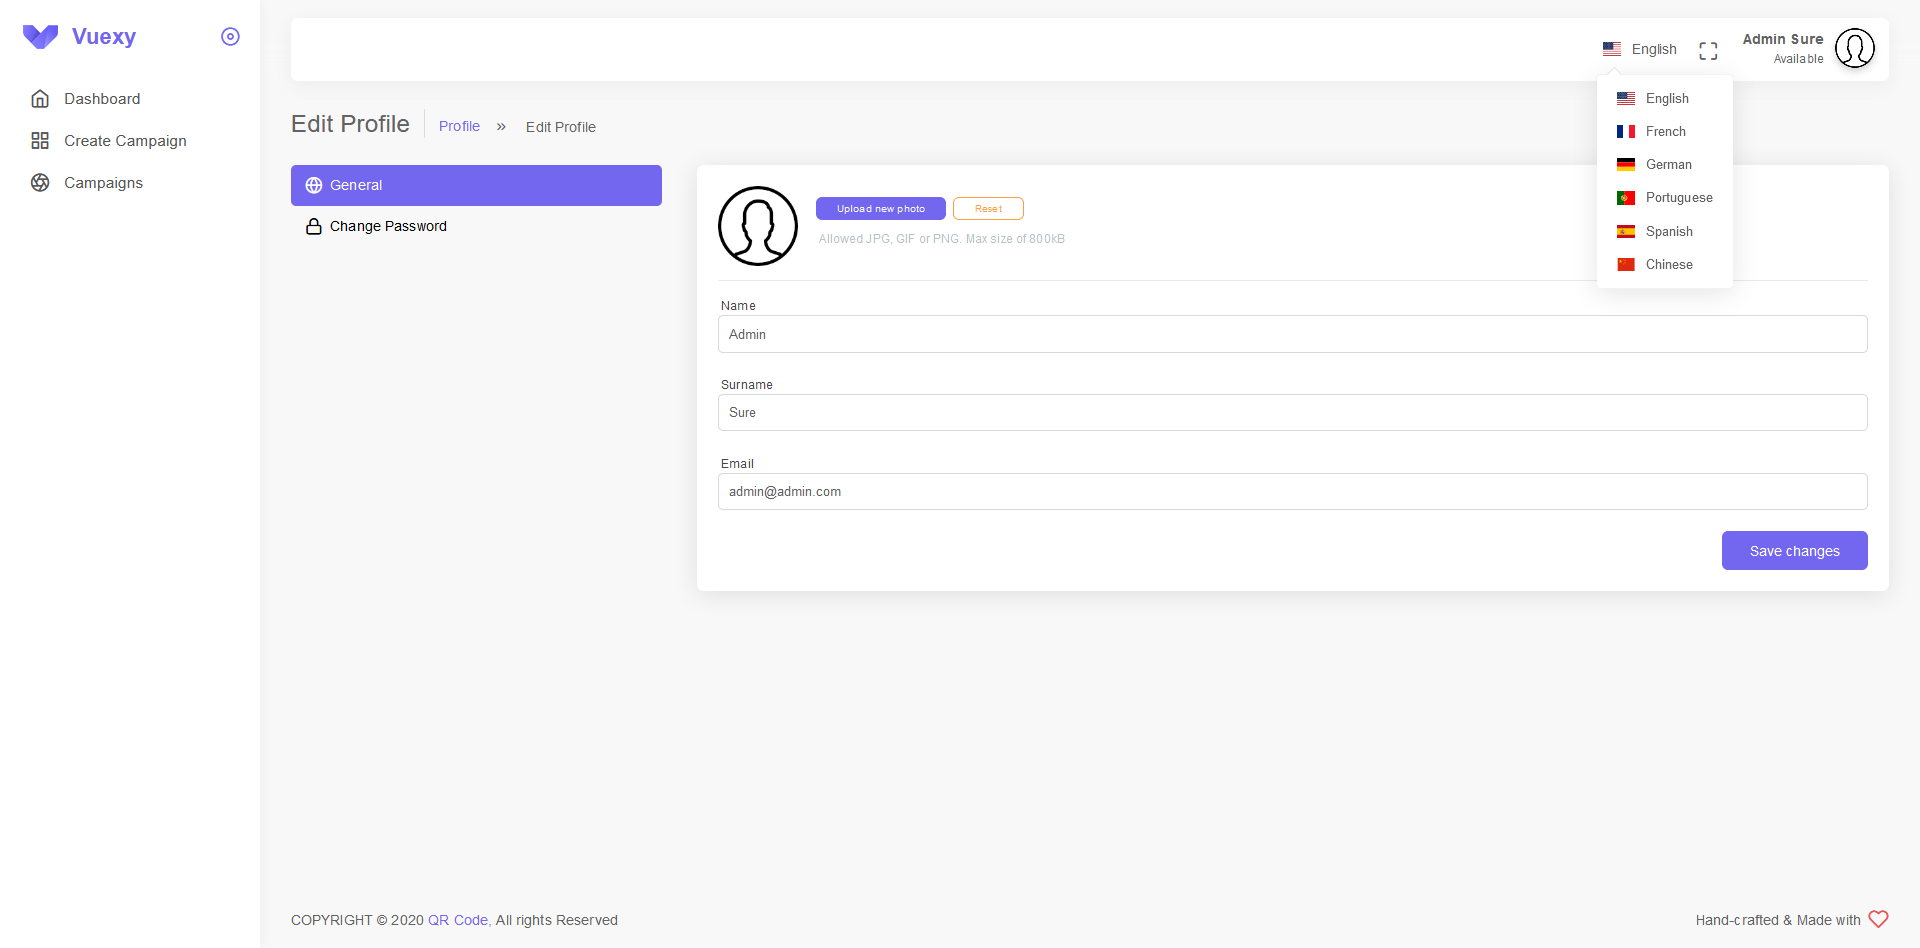 Vuexy
Dashboard
Create Campaign
Campaigns
English
Admin Sure
Available
English
French
German
Portuguese
Spanish
Chinese
Edit Profile
Profile » Edit Profile
General
Change Password
Upload new photo
Reset
Allowed JPG, GIF or PNG. Max size of 800kB
Name
Admin
Surname
Sure
Email
admin@admin.com
Save changes
COPYRIGHT © 2020 QR Code, All rights Reserved
Hand-crafted & Made with